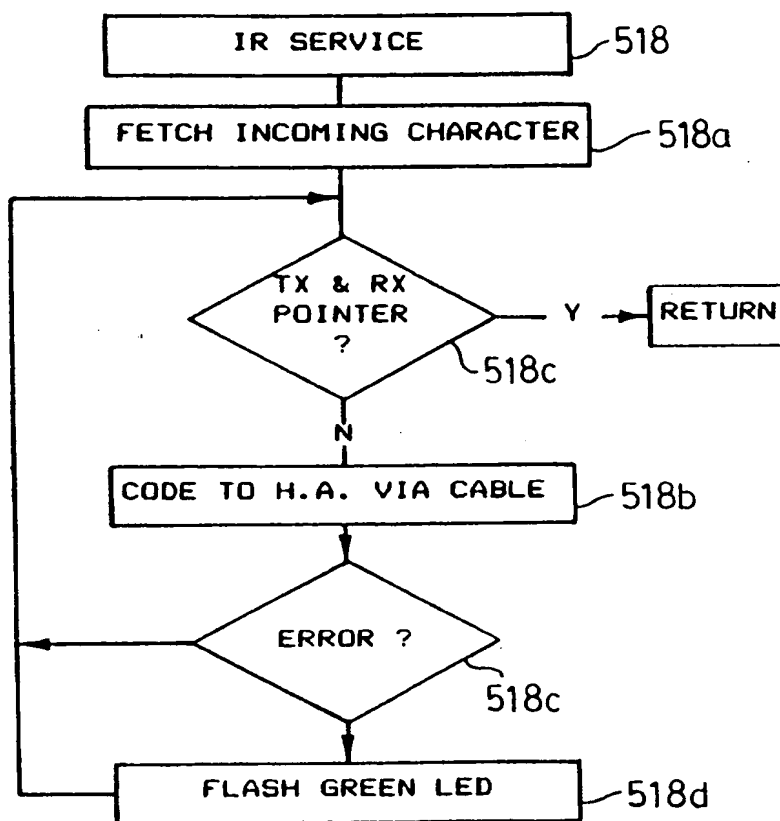 IR SERVICE
518
FETCH INCOMING CHARACTER
518a
TX & RX
POINTER
?
518c
Y
RETURN
N
CODE TO H.A. VIA CABLE
518b
ERROR ?
518c
FLASH GREEN LED
518d